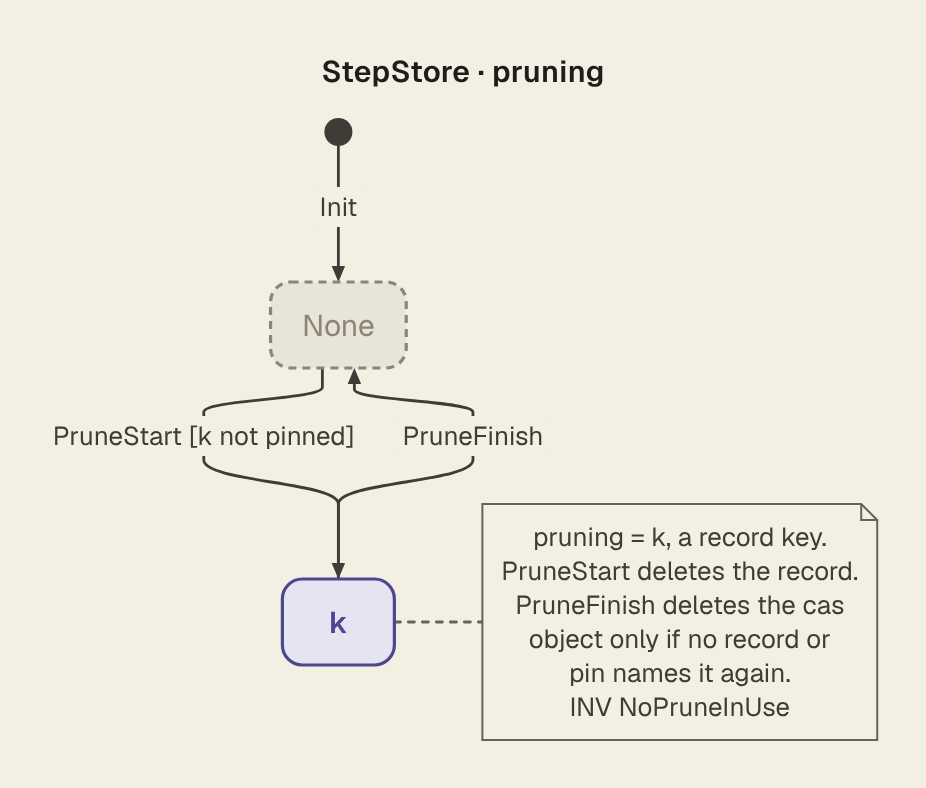 StepStore · pruning
Init
None
PruneStart [k not pinned]
PruneFinish
k
pruning = k, a record key.
PruneStart deletes the record.
PruneFinish deletes the cas
object only if no record or
pin names it again.
INV NoPruneInUse